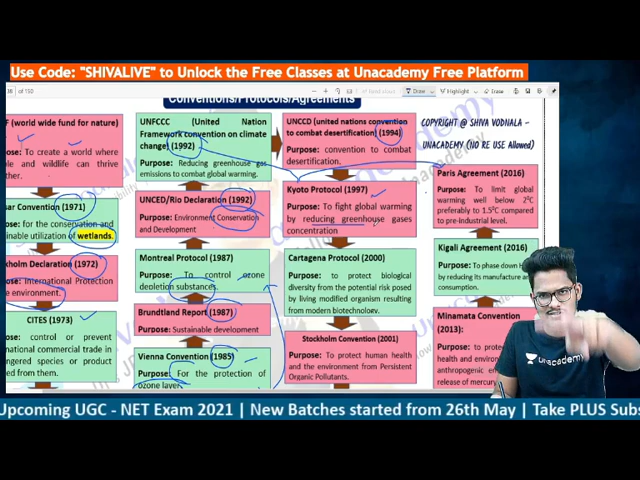 Use Code: "SHIVALIVE" to Unlock the Free Classes at Unacademy Free Platform
38 of 150
Draw
Highlight
Erase
Conventions/Protocols/Agreements
F (world wide fund for nature)
To create a world where
ple and wildlife can thrive
ther.
sar Convention (1971)
for the conservation and
inable utilization of wetlands.
kholm Declaration (1972)
International Protection
e environment.
CITES (1973)
control or prevent
national commercial trade in
ngered species or product
ed from them.
UNFCCC (United Nation
Framework convention on climate
change) (1992)
Purpose: Reducing greenhouse gas
emissions to combat global warming.
UNCED/Rio Declaration (1992)
Purpose: Environment Conservation
and Development
Montreal Protocol (1987)
Purpose: To control ozone
depletion substances.
Brundtland Report (1987)
Purpose: Sustainable development
Vienna Convention (1985)
Purpose: For the protection of
ozone layer.
UNCCD (united nations convention
to combat desertification) (1994)
Purpose: convention to combat
desertification.
Kyoto Protocol (1997)
Purpose: To fight global warming
by reducing greenhouse gases
concentration
Cartagena Protocol (2000)
Purpose: to protect biological
diversity from the potential risk posed
by living modified organism resulting
from modern biotechnology.
Stockholm Convention (2001)
Purpose: To protect human health
and the environment from Persistent
Organic Pollutants.
COPYRIGHT @ SHIVA VODNALA -
UNACADEMY (NO RE USE Allowed)
Paris Agreement (2016)
Purpose: To limit global
warming well below 2°C
preferably to 1.5°C compared
to pre-industrial level.
Kigali Agreement (2016)
Purpose: To phase down H
by reducing its manufacture an
consumption.
Minamata Convention
(2013):
Purpose: to prote
health and environ
anthropogenic em
release of mercury
unacademy
Upcoming UGC - NET Exam 2021 | New Batches started from 26th May | Take PLUS Subs